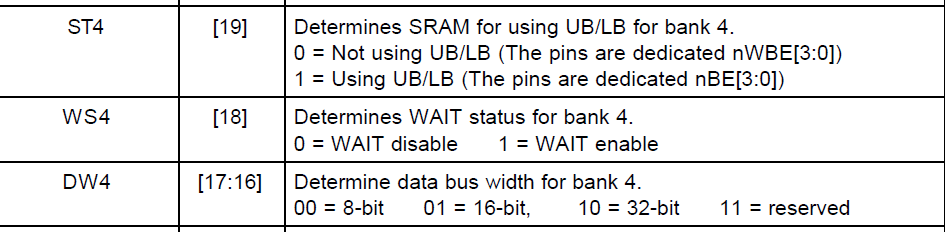 ST4 [19] Determines SRAM for using UB/LB for bank 4.
0 = Not using UB/LB (The pins are dedicated nWBE[3:0])
1 = Using UB/LB (The pins are dedicated nBE[3:0])
WS4 [18] Determines WAIT status for bank 4.
0 = WAIT disable 1 = WAIT enable
DW4 [17:16] Determine data bus width for bank 4.
00 = 8-bit 01 = 16-bit, 10 = 32-bit 11 = reserved